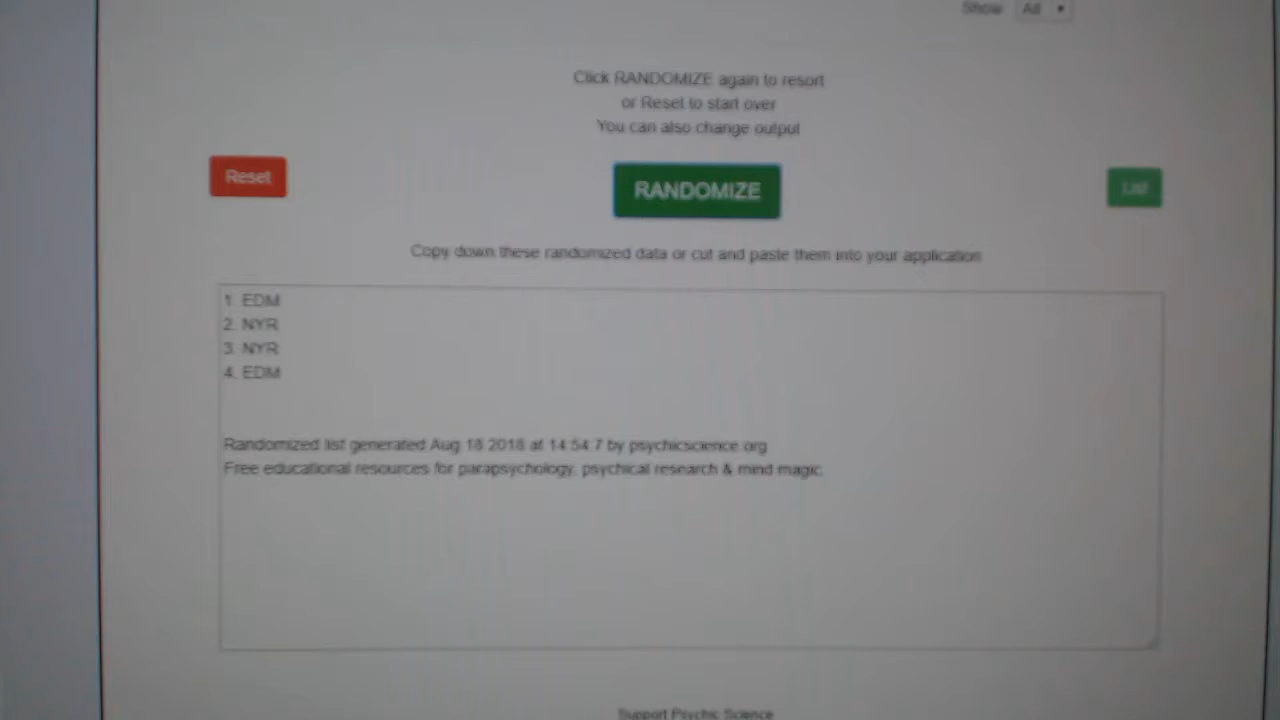 Show All
Click RANDOMIZE again to resort
or Reset to start over
You can also change output
Reset
RANDOMIZE
List
Copy down these randomized data or cut and paste them into your application
1. EDM
2. NYR
3. NYR
4. EDM
Randomized list generated Aug 18 2018 at 14:54:7 by psychicscience.org
Free educational resources for parapsychology, psychical research & mind magic.
Support Psychic Science